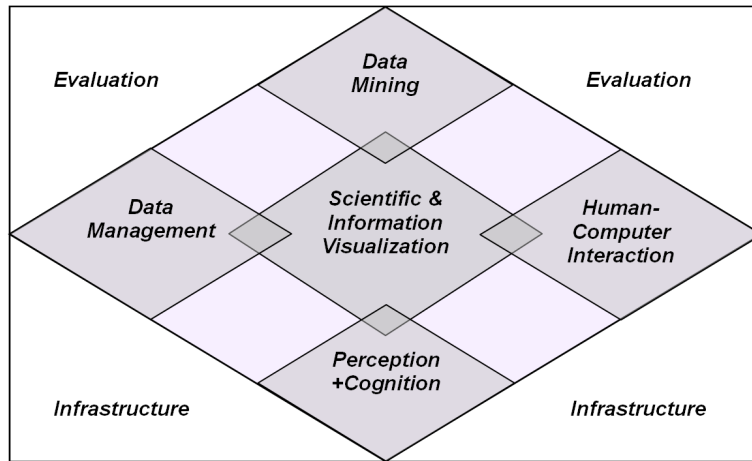 Evaluation
Data
Mining
Evaluation
Data
Management
Scientific &
Information
Visualization
Human-
Computer
Interaction
Perception
+Cognition
Infrastructure
Infrastructure